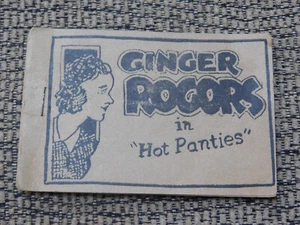 GINGER
ROGORS
in
"Hot Panties"